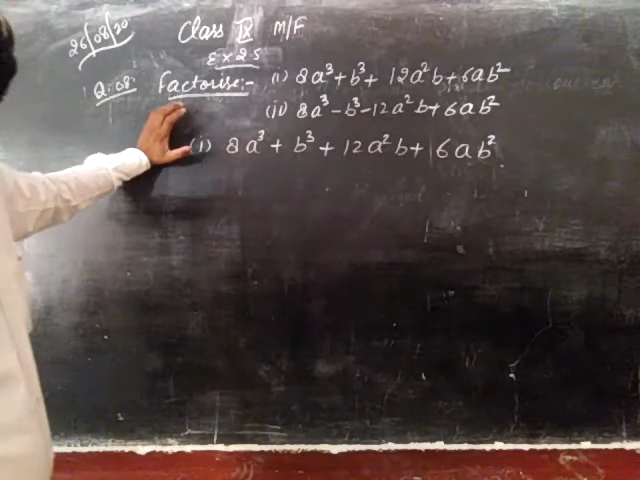 26/08/20 Class IX M/F
Ex 2.5
Q.08. Factorise:- (i) 8a³ + b³ + 12a²b + 6ab²
(ii) 8a³ - b³ - 12a²b + 6ab²
(i) 8a³ + b³ + 12a²b + 6ab²